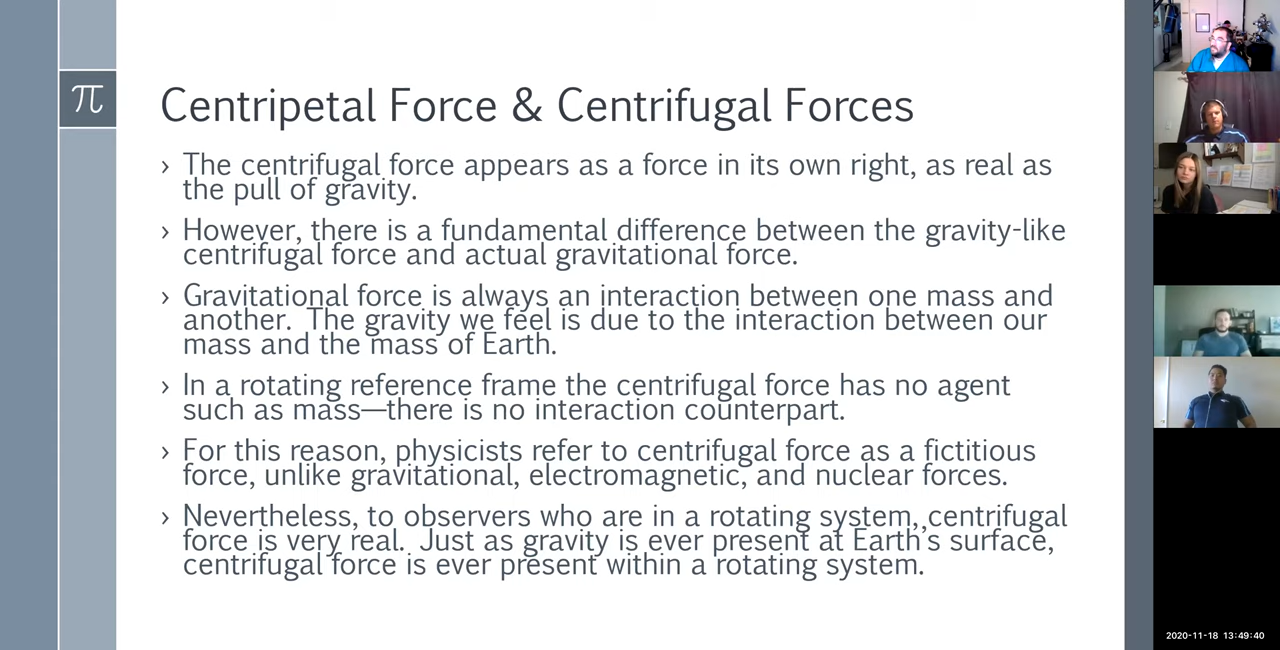 π
Centripetal Force & Centrifugal Forces
› The centrifugal force appears as a force in its own right, as real as
the pull of gravity.
› However, there is a fundamental difference between the gravity-like
centrifugal force and actual gravitational force.
› Gravitational force is always an interaction between one mass and
another.  The gravity we feel is due to the interaction between our
mass and the mass of Earth.
› In a rotating reference frame the centrifugal force has no agent
such as mass—there is no interaction counterpart.
› For this reason, physicists refer to centrifugal force as a fictitious
force, unlike gravitational, electromagnetic, and nuclear forces.
› Nevertheless, to observers who are in a rotating system, centrifugal
force is very real.  Just as gravity is ever present at Earth’s surface,
centrifugal force is ever present within a rotating system.
2020-11-18 13:49:40